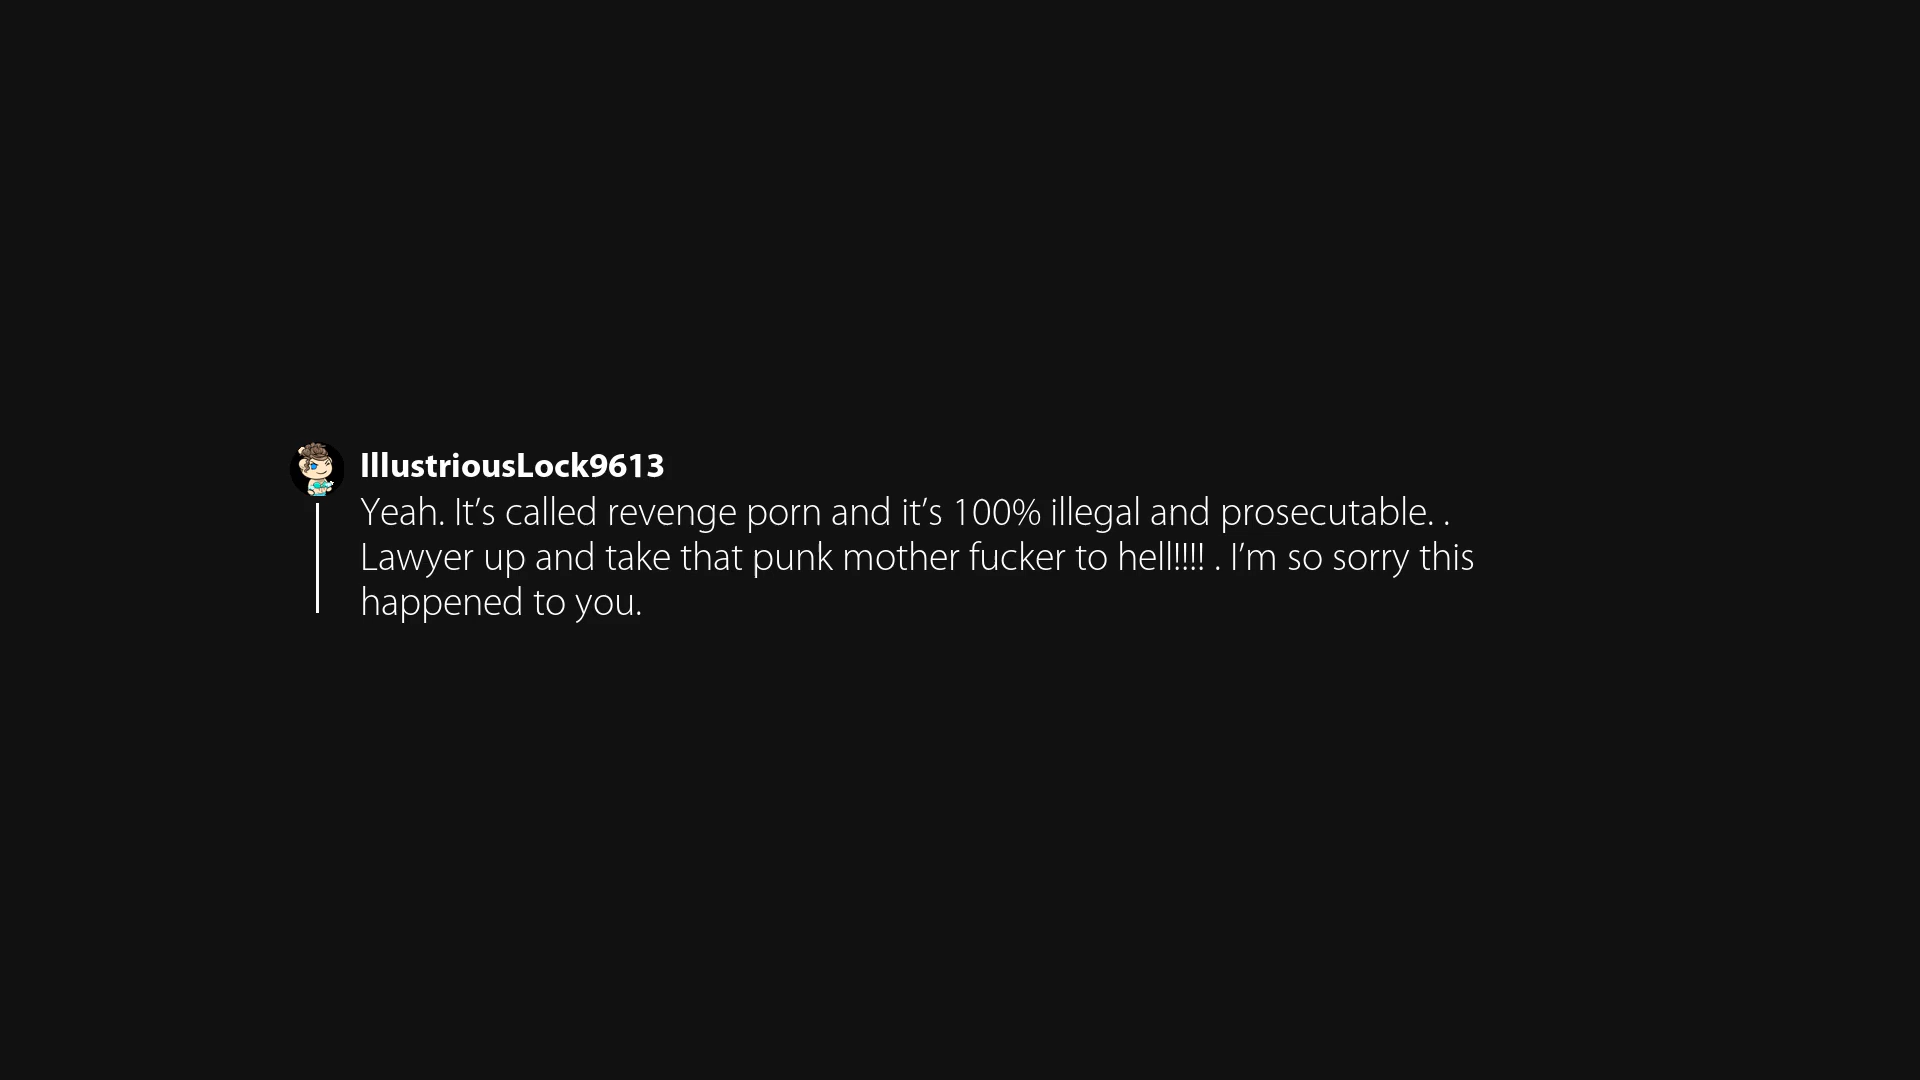 IllustriousLock9613
Yeah. It’s called revenge porn and it’s 100% illegal and prosecutable. .
Lawyer up and take that punk mother fucker to hell!!!! . I’m so sorry this
happened to you.